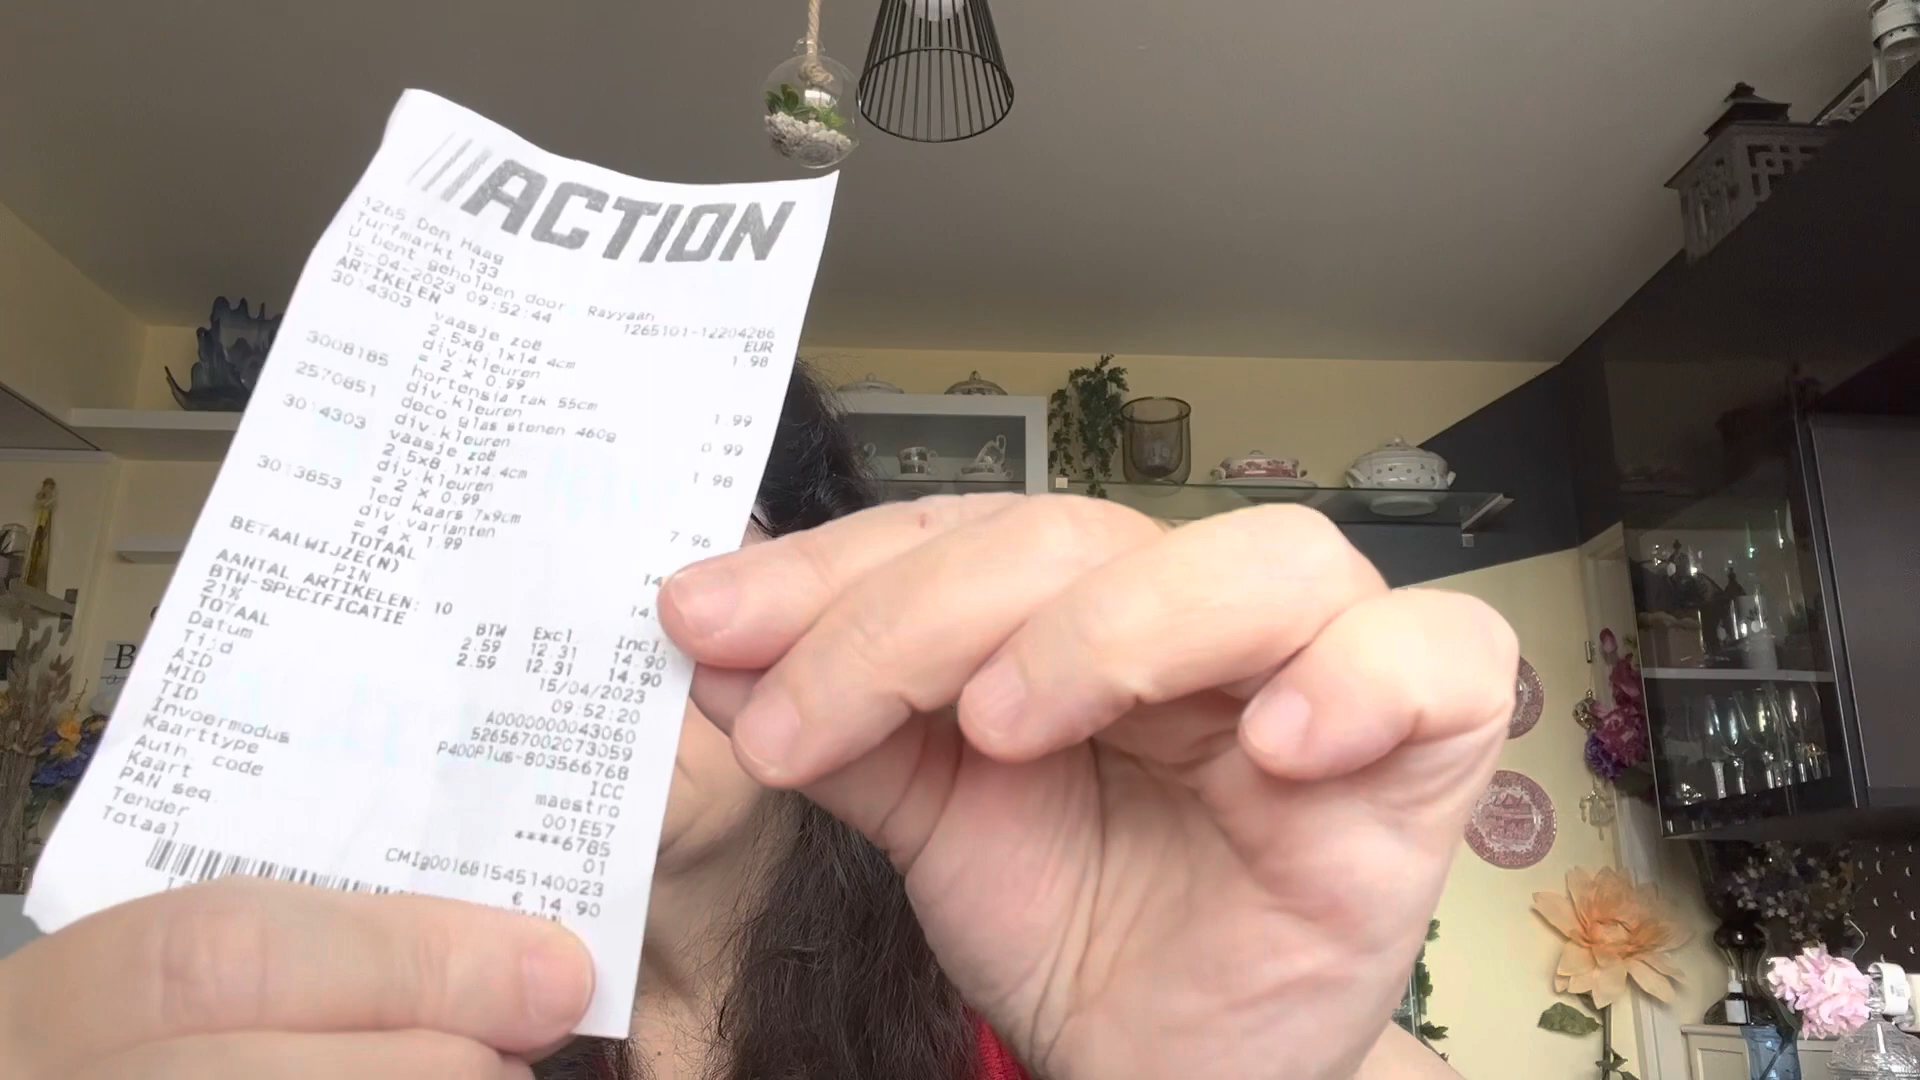 ACTION
1265 Den Haag
Turfmarkt 133
U bent geholpen door: Rayyaan
15-04-2023 09:52:44 1265101-12204286
ARTIKELEN EUR
3014303 vaasje zoë 1.98
2.5x8.1x14.4cm
div.kleuren
= 2 x 0.99
3008185 hortensia tak 55cm 1.99
div.kleuren
2570851 deco glas stenen 460g 0.99
div.kleuren
3014303 vaasje zoë 1.98
2.5x8.1x14.4cm
div.kleuren
= 2 x 0.99
3013653 led kaars 7x9cm 7.96
div.varianten
= 4 x 1.99
TOTAAL 14
BETAALWIJZE(N)
PIN 14.
AANTAL ARTIKELEN: 10
BTW-SPECIFICATIE
BTW Excl. Incl.
21% 2.59 12.31 14.90
TOTAAL 2.59 12.31 14.90
Datum 15/04/2023
Tijd 09:52:20
AID A0000000043060
MID 526567002073059
TID P400Plus-803566768
Invoermodus ICC
Kaarttype maestro
Auth. code 001E57
Kaart ****6785
PAN seq. 01
Tender CMIg001681545140023
Totaal € 14.90
B